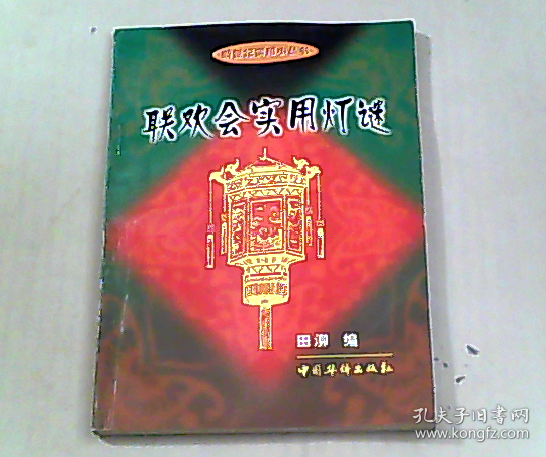 联欢会实用灯谜
田 编
中国华侨出版社
孔夫子旧书网
www.kongfz.com